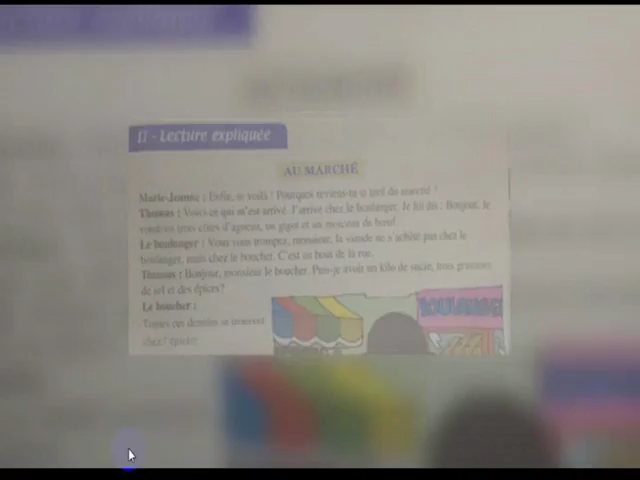 II - Lecture expliquée
AU MARCHÉ
Marie-Jeanne : Enfin, te voilà ! Pourquoi reviens-tu si tard du marché ?
Thomas : Voici ce qui m'est arrivé. J'arrive chez le boulanger. Je lui dis : Bonjour, je
voudrais trois côtes d'agneau, un gigot et un morceau de bœuf.
Le boulanger : Vous vous trompez, monsieur, la viande ne s'achète pas chez le
boulanger, mais chez le boucher. C'est au bout de la rue.
Thomas : Bonjour, monsieur le boucher. Puis-je avoir un kilo de sucre, trois grammes
de sel et des épices ?
Le boucher :
Toutes ces denrées se trouvent
chez l'épicier